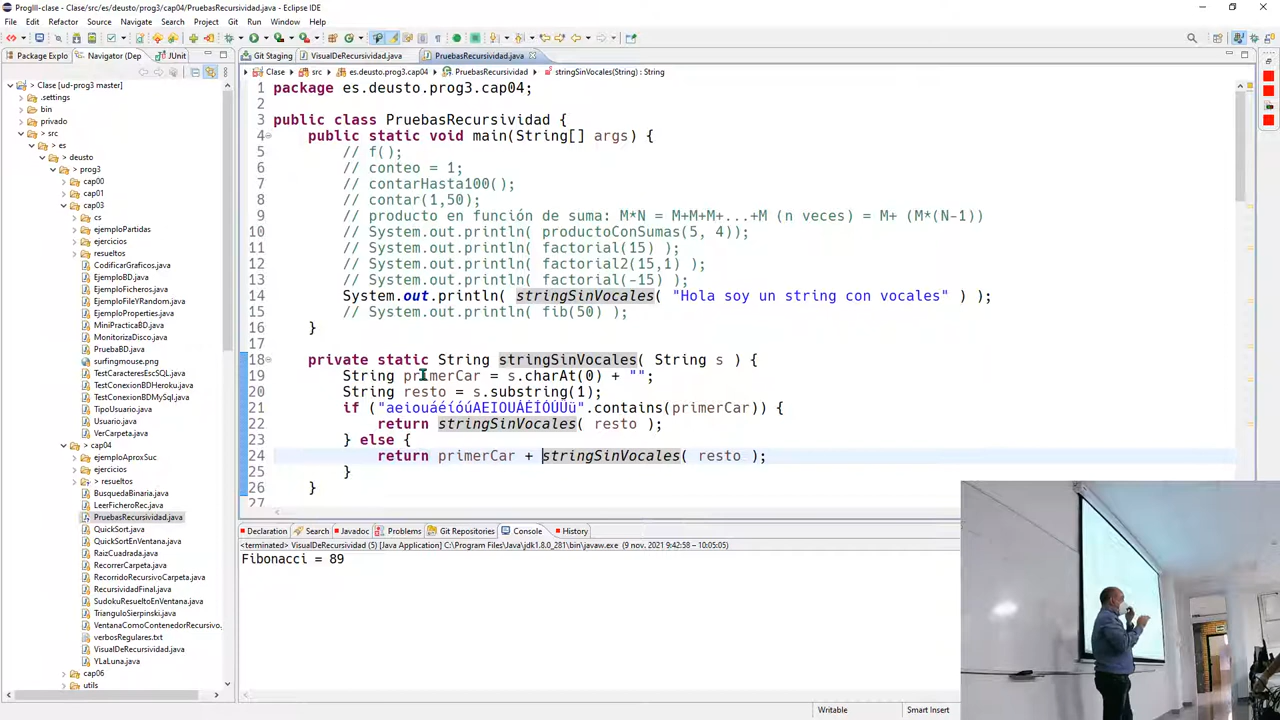 ProgIII-clase - Clase/src/es/deusto/prog3/cap04/PruebasRecursividad.java - Eclipse IDE
File Edit Refactor Source Navigate Search Project Git Run Window Help
Package Explo
Navigator (Dep
JUnit
Git Staging
VisualDeRecursividad.java
PruebasRecursividad.java
Clase [ud-prog3 master]
.settings
bin
privado
src
es
deusto
prog3
cap00
cap01
cap03
cs
ejemploPartidas
ejercicios
resueltos
CodificarGraficos.java
EjemploBD.java
EjemploFicheros.java
EjemploFileYRandom.java
EjemploProperties.java
MiniPracticaBD.java
MonitorizaDisco.java
PruebaBD.java
surfingmouse.png
TestCaracteresEscSQL.java
TestConexionBDHeroku.java
TestConexionBDMySql.java
TipoUsuario.java
Usuario.java
VerCarpeta.java
> cap04
ejemploAproxSuc
ejercicios
> resueltos
BusquedaBinaria.java
LeerFicheroRec.java
PruebasRecursividad.java
QuickSort.java
QuickSortEnVentana.java
RaizCuadrada.java
RecorrerCarpeta.java
RecorridoRecursivoCarpeta.java
RecursividadFinal.java
SudokuResueltoEnVentana.java
TrianguloSierpinski.java
VentanaComoContenedorRecursivo.
verbosRegulares.txt
VisualDeRecursividad.java
YLaLuna.java
cap06
utils
Clase src es.deusto.prog3.cap04 PruebasRecursividad stringSinVocales(String) : String
1 package es.deusto.prog3.cap04;
2
3 public class PruebasRecursividad {
4 public static void main(String[] args) {
5 // f();
6 // conteo = 1;
7 // contarHasta100();
8 // contar(1,50);
9 // producto en función de suma: M*N = M+M+M+...+M (n veces) = M+ (M*(N-1))
10 // System.out.println( productoConSumas(5, 4));
11 // System.out.println( factorial(15) );
12 // System.out.println( factorial2(15,1) );
13 // System.out.println( factorial(-15) );
14 System.out.println( stringSinVocales( "Hola soy un string con vocales" ) );
15 // System.out.println( fib(50) );
16 }
17
18 private static String stringSinVocales( String s ) {
19 String primerCar = s.charAt(0) + "";
20 String resto = s.substring(1);
21 if ("aeiouáéíóúAEIOUÁÉÍÓÚÜü".contains(primerCar)) {
22 return stringSinVocales( resto );
23 } else {
24 return primerCar + stringSinVocales( resto );
25 }
26 }
27
Declaration Search Javadoc Problems Git Repositories Console History
<terminated> VisualDeRecursividad (5) [Java Application] C:\Program Files\Java\jdk1.8.0_281\bin\javaw.exe (9 nov. 2021 9:42:58 - 10:05:05)
Fibonacci = 89
Writable
Smart Insert